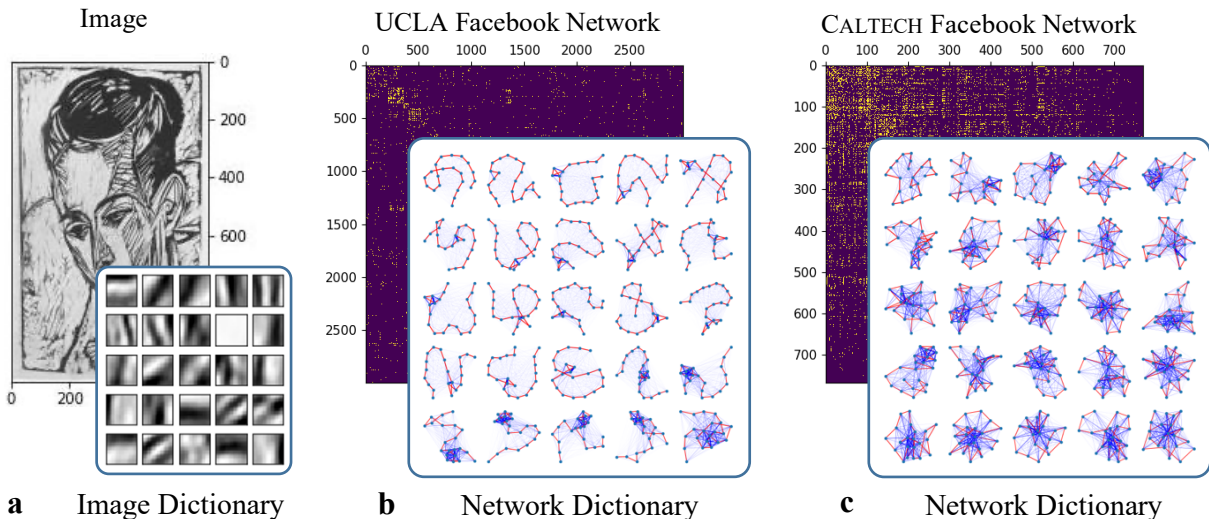 Image
0
200
400
600
0
200
UCLA Facebook Network
0 500 1000 1500 2000 2500
0
500
1000
1500
2000
2500
CALTECH Facebook Network
0 100 200 300 400 500 600 700
0
100
200
300
400
500
600
700
a Image Dictionary
b Network Dictionary
c Network Dictionary